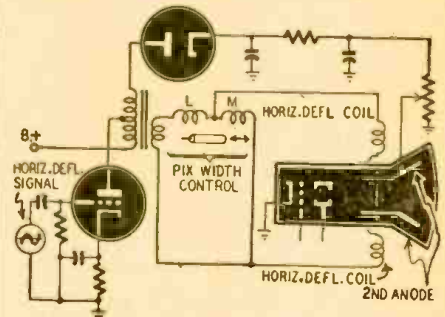 L
M
HORIZ. DEFL COIL
B+
PIX WIDTH
CONTROL
HORIZ. DEFL.
SIGNAL
HORIZ. DEFL. COIL
2ND ANODE